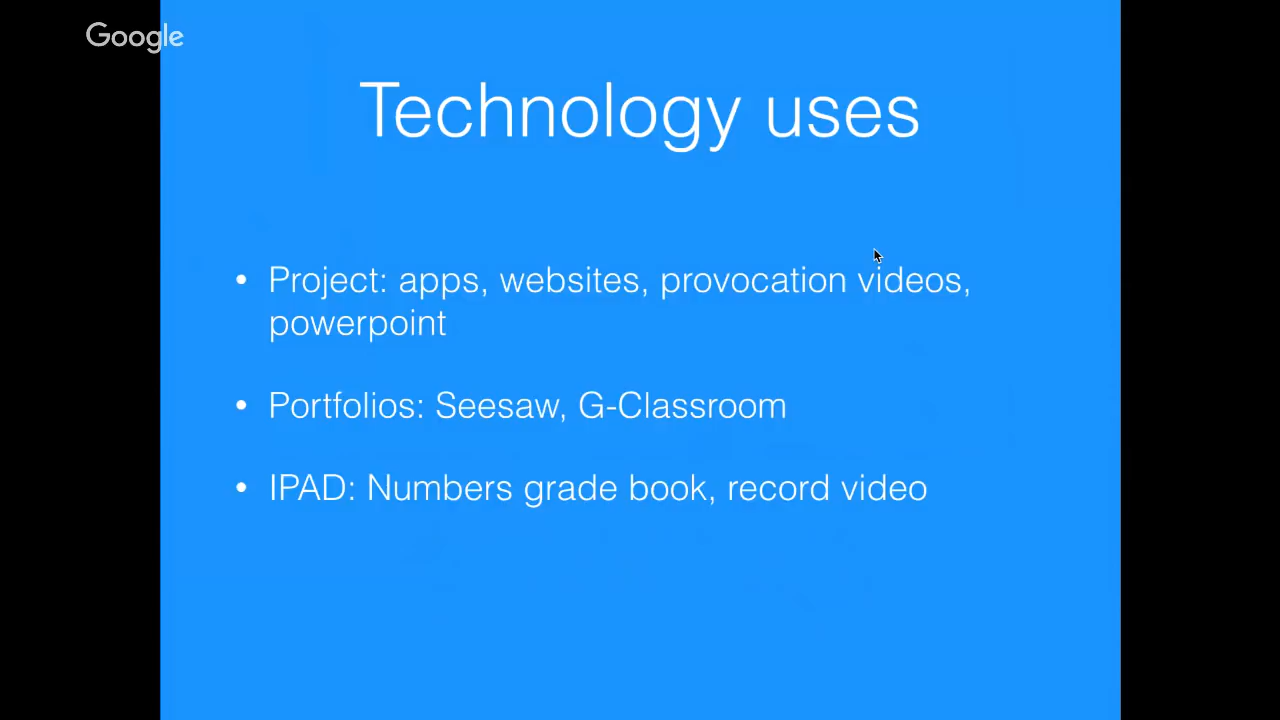 Google
Technology uses
• Project: apps, websites, provocation videos,
powerpoint
• Portfolios: Seesaw, G-Classroom
• IPAD: Numbers grade book, record video